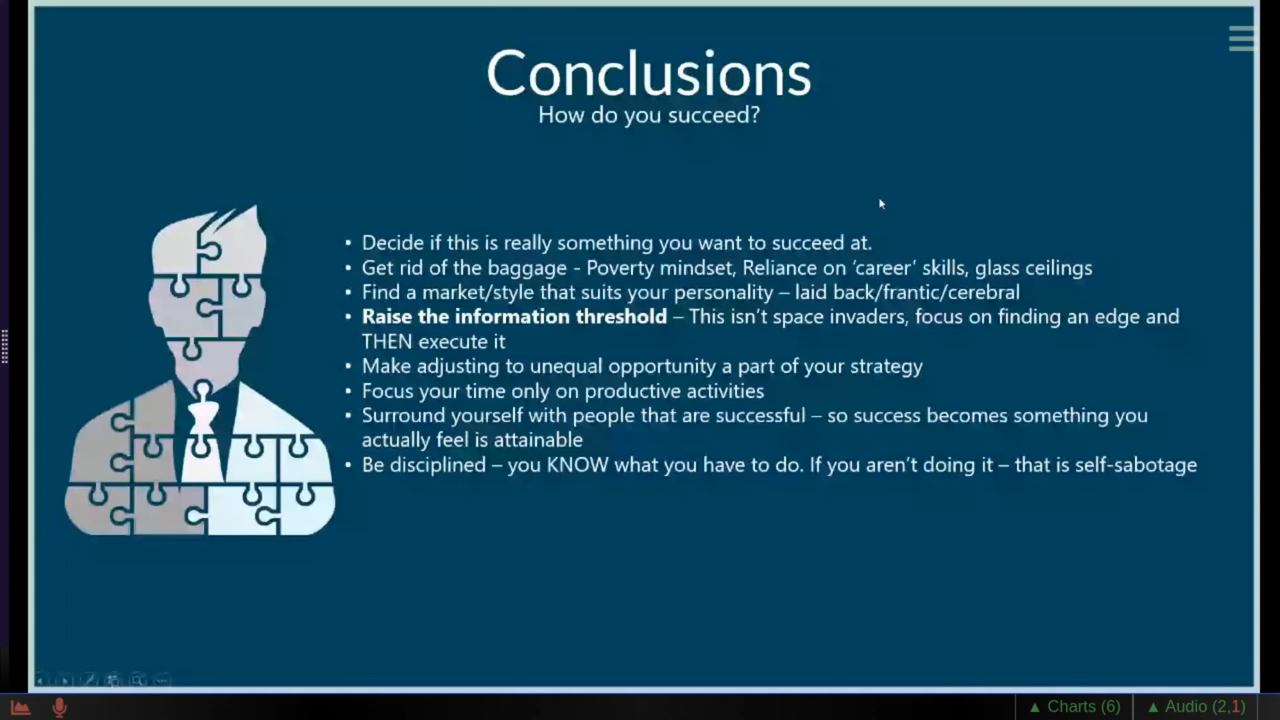 Conclusions
How do you succeed?
• Decide if this is really something you want to succeed at.
• Get rid of the baggage - Poverty mindset, Reliance on ‘career’ skills, glass ceilings
• Find a market/style that suits your personality – laid back/frantic/cerebral
• Raise the information threshold – This isn’t space invaders, focus on finding an edge and
THEN execute it
• Make adjusting to unequal opportunity a part of your strategy
• Focus your time only on productive activities
• Surround yourself with people that are successful – so success becomes something you
actually feel is attainable
• Be disciplined – you KNOW what you have to do. If you aren’t doing it – that is self-sabotage
▲ Charts (6) ▲ Audio (2,1)